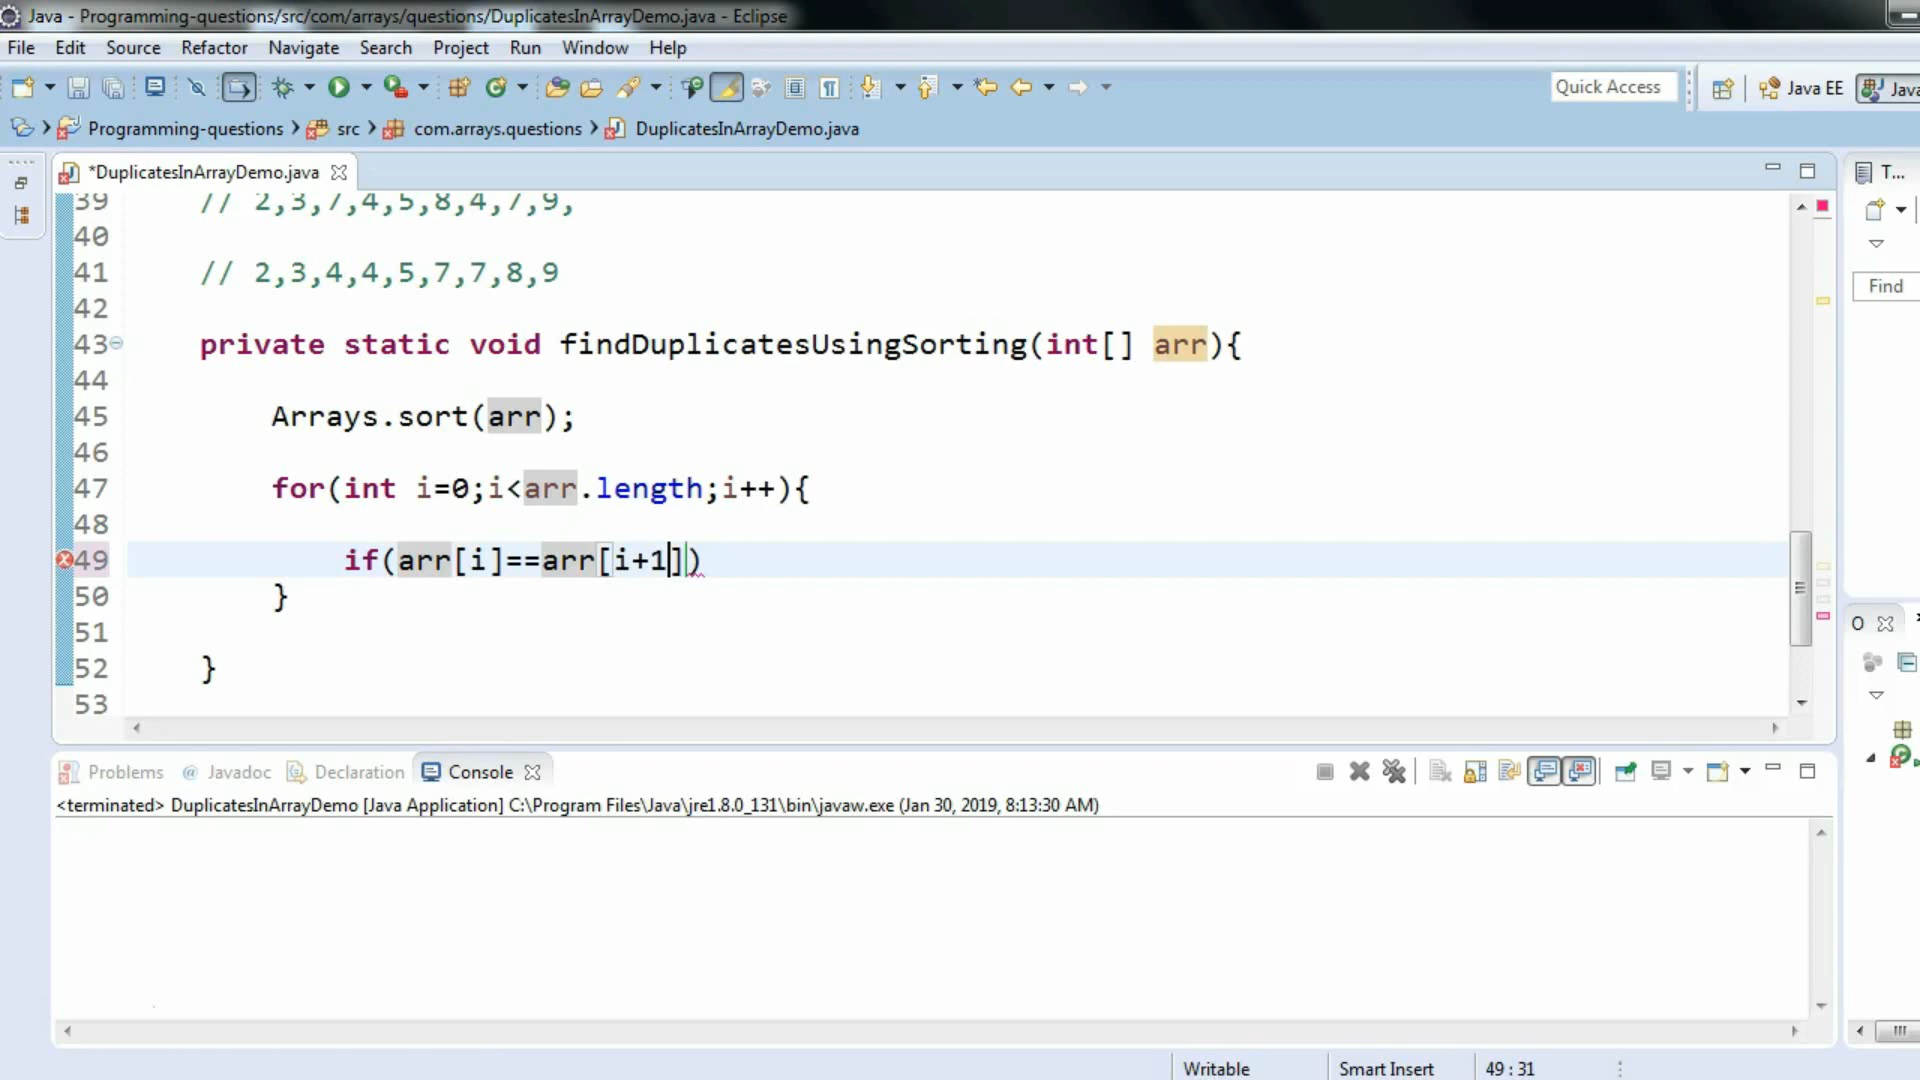 Java - Programming-questions/src/com/arrays/questions/DuplicatesInArrayDemo.java - Eclipse
File Edit Source Refactor Navigate Search Project Run Window Help
Quick Access
Java EE
Java
Programming-questions src com.arrays.questions DuplicatesInArrayDemo.java
*DuplicatesInArrayDemo.java
T...
39 // 2,3,7,4,5,8,4,7,9,
40
41 // 2,3,4,4,5,7,7,8,9
42
43 private static void findDuplicatesUsingSorting(int[] arr){
44
45 Arrays.sort(arr);
46
47 for(int i=0;i<arr.length;i++){
48
49 if(arr[i]==arr[i+1])
50 }
51
52 }
53
Find
O
Problems @ Javadoc Declaration Console
<terminated> DuplicatesInArrayDemo [Java Application] C:\Program Files\Java\jre1.8.0_131\bin\javaw.exe (Jan 30, 2019, 8:13:30 AM)
Writable Smart Insert 49 : 31